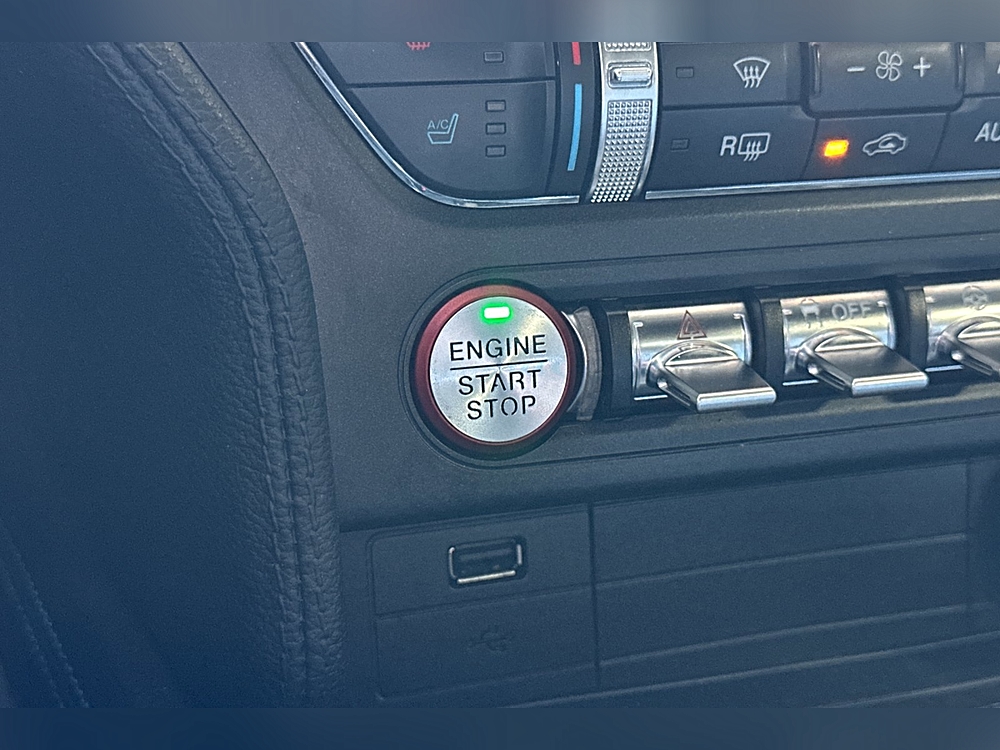 A/C
R
AU
ENGINE
START
STOP
OFF